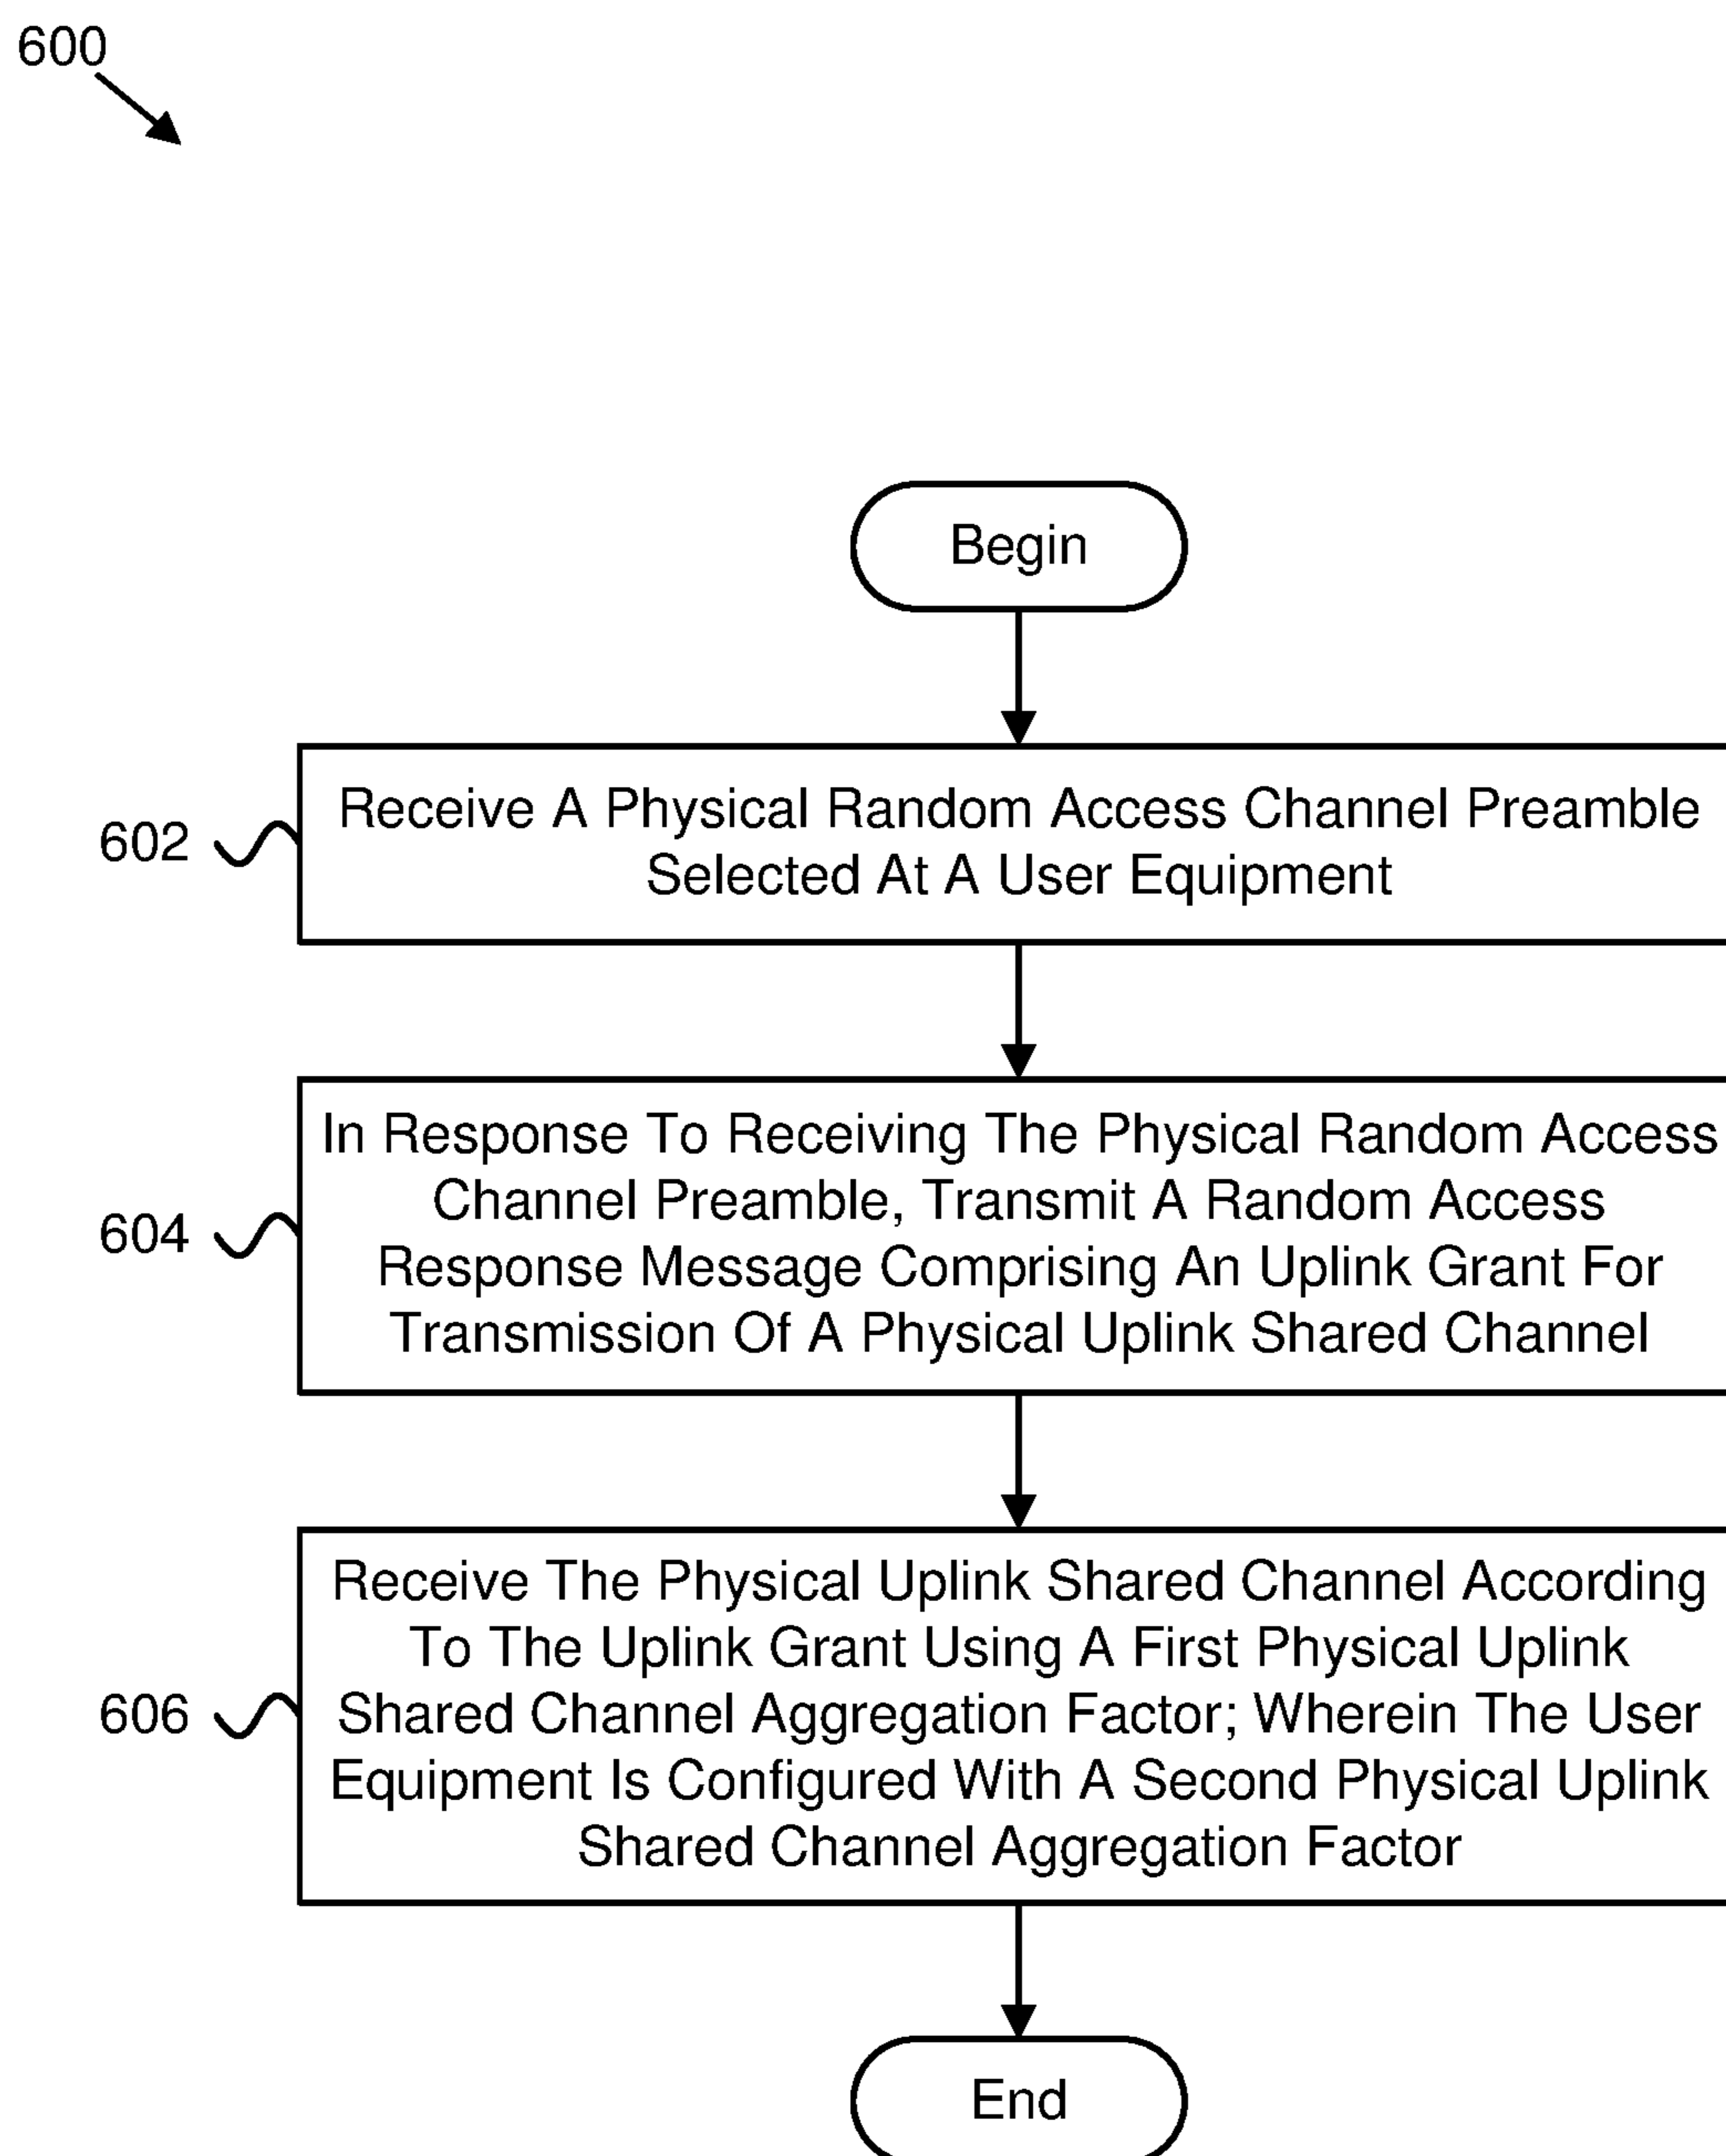 600
Begin
602
Receive A Physical Random Access Channel Preamble
Selected At A User Equipment
604
In Response To Receiving The Physical Random Access
Channel Preamble, Transmit A Random Access
Response Message Comprising An Uplink Grant For
Transmission Of A Physical Uplink Shared Channel
606
Receive The Physical Uplink Shared Channel According
To The Uplink Grant Using A First Physical Uplink
Shared Channel Aggregation Factor; Wherein The User
Equipment Is Configured With A Second Physical Uplink
Shared Channel Aggregation Factor
End